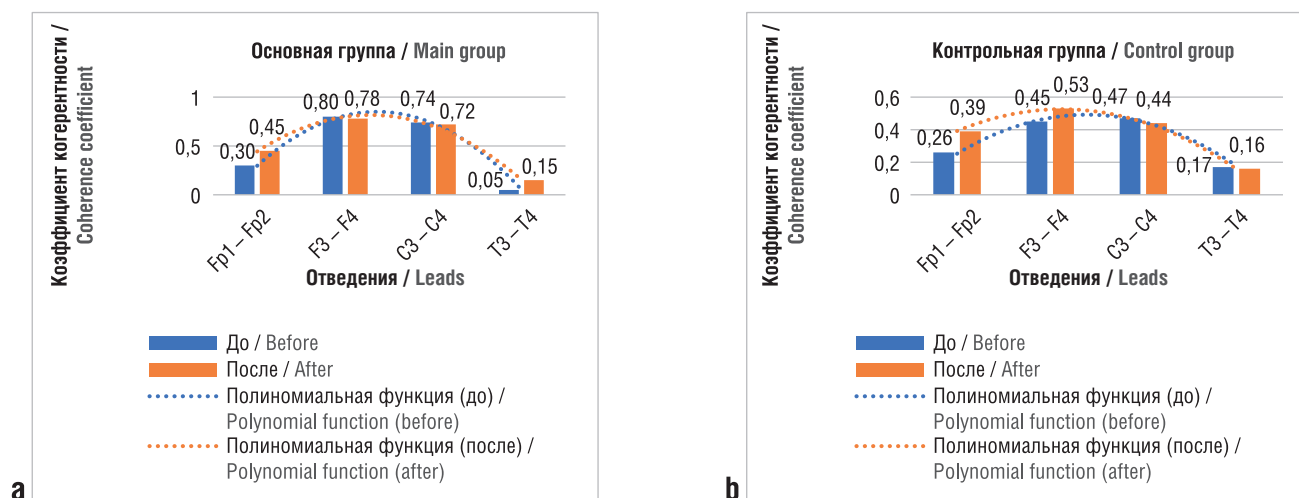 Коэффициент когерентности /
Coherence coefficient
Основная группа / Main group
1
0,5
0
0,30
0,45
0,80
0,78
0,74
0,72
0,05
0,15
Fp1 – Fp2
F3 – F4
C3 – C4
T3 – T4
Отведения / Leads
До / Before
После / After
Полиномиальная функция (до) /
Polynomial function (before)
Полиномиальная функция (после) /
Polynomial function (after)
a
Коэффициент когерентности /
Coherence coefficient
Контрольная группа / Control group
0,6
0,4
0,2
0
0,26
0,39
0,45
0,53
0,47
0,44
0,17
0,16
Fp1 – Fp2
F3 – F4
C3 – C4
T3 – T4
Отведения / Leads
До / Before
После / After
Полиномиальная функция (до) /
Polynomial function (before)
Полиномиальная функция (после) /
Polynomial function (after)
b